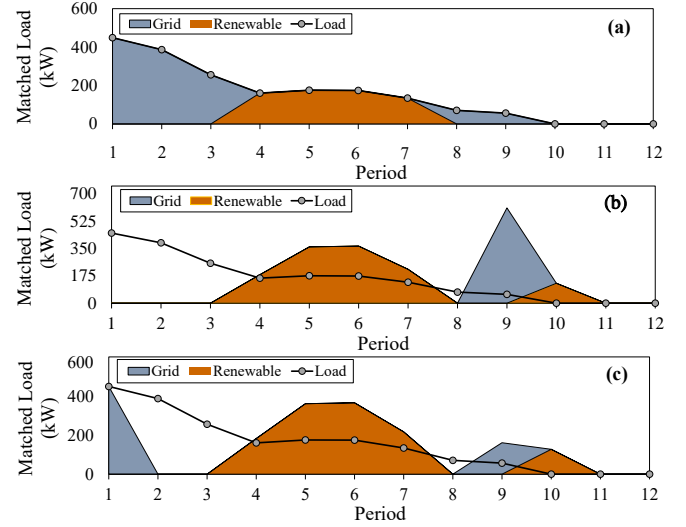 Grid Renewable Load
(a)
Matched Load
(kW)
600
400
200
0
1 2 3 4 5 6 7 8 9 10 11 12
Period
Grid Renewable Load
(b)
Matched Load
(kW)
700
525
350
175
0
1 2 3 4 5 6 7 8 9 10 11 12
Period
Grid Renewable Load
(c)
Matched Load
(kW)
600
400
200
0
1 2 3 4 5 6 7 8 9 10 11 12
Period